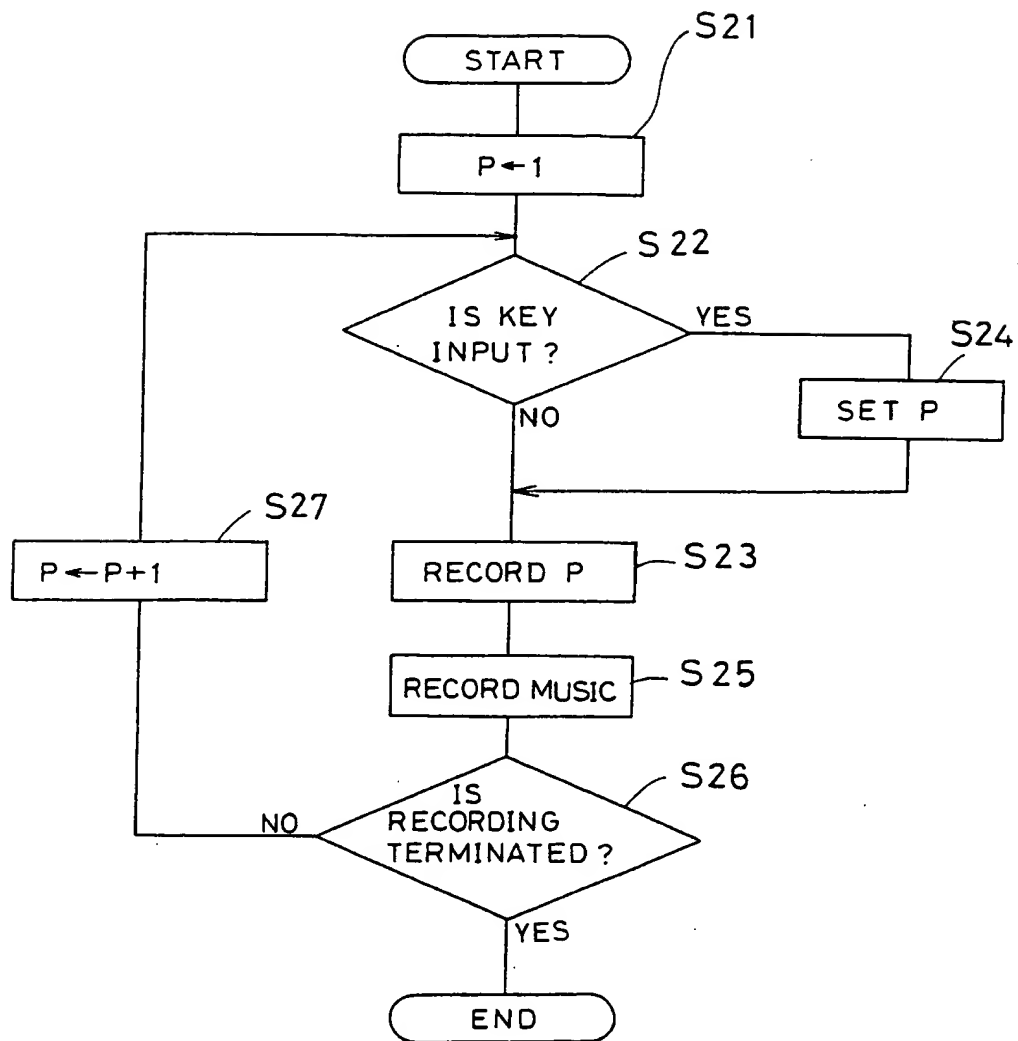 S21
START
P←1
S22
IS KEY
INPUT?
YES
S24
SET P
NO
S27
P←P+1
RECORD P
S23
RECORD MUSIC
S25
S26
IS
RECORDING
TERMINATED?
NO
YES
END